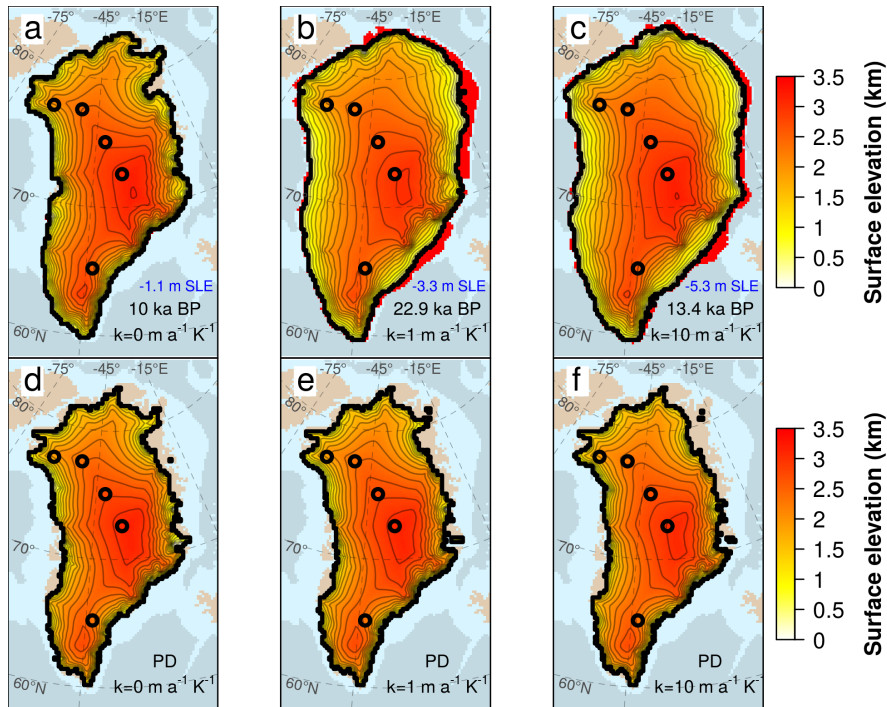 a
-75° -45° -15°E
80°
70°
60°N
-1.1 m SLE
10 ka BP
k=0 m a⁻¹ K⁻¹
b
-75° -45° -15°E
80°
70°
60°N
-3.3 m SLE
22.9 ka BP
k=1 m a⁻¹ K⁻¹
c
-75° -45° -15°E
80°
70°
60°N
-5.3 m SLE
13.4 ka BP
k=10 m a⁻¹ K⁻¹
3.5
3
2.5
2
1.5
1
0.5
0
Surface elevation (km)
d
-75° -45° -15°E
80°
70°
60°N
PD
k=0 m a⁻¹ K⁻¹
e
-75° -45° -15°E
80°
70°
60°N
PD
k=1 m a⁻¹ K⁻¹
f
-75° -45° -15°E
80°
70°
60°N
PD
k=10 m a⁻¹ K⁻¹
3.5
3
2.5
2
1.5
1
0.5
0
Surface elevation (km)